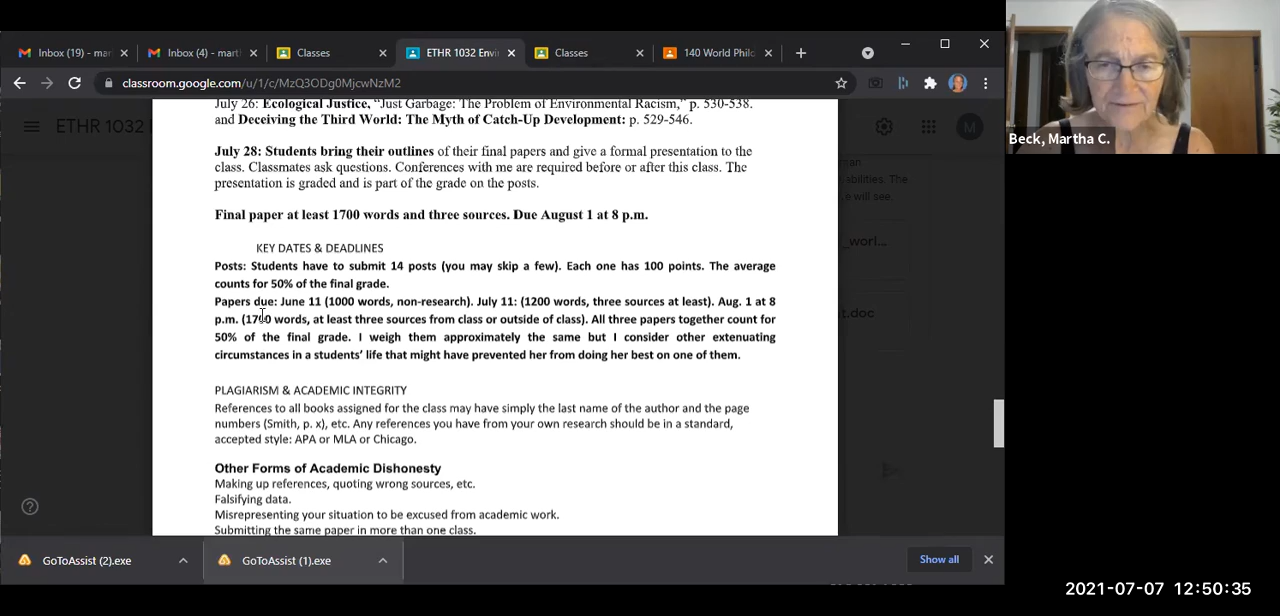 Inbox (19) - mar
Inbox (4) - mart
Classes
ETHR 1032 Envi
Classes
140 World Philo
classroom.google.com/u/1/c/MzQ3ODg0MjcwNzM2
ETHR 1032
M
Beck, Martha C.
July 26: Ecological Justice, “Just Garbage: The Problem of Environmental Racism,” p. 530-538.
and Deceiving the Third World: The Myth of Catch-Up Development: p. 529-546.
July 28: Students bring their outlines of their final papers and give a formal presentation to the
class. Classmates ask questions. Conferences with me are required before or after this class. The
presentation is graded and is part of the grade on the posts.
Final paper at least 1700 words and three sources. Due August 1 at 8 p.m.
KEY DATES & DEADLINES
Posts: Students have to submit 14 posts (you may skip a few). Each one has 100 points. The average
counts for 50% of the final grade.
Papers due: June 11 (1000 words, non-research). July 11: (1200 words, three sources at least). Aug. 1 at 8
p.m. (1700 words, at least three sources from class or outside of class). All three papers together count for
50% of the final grade. I weigh them approximately the same but I consider other extenuating
circumstances in a students’ life that might have prevented her from doing her best on one of them.
PLAGIARISM & ACADEMIC INTEGRITY
References to all books assigned for the class may have simply the last name of the author and the page
numbers (Smith, p. x), etc. Any references you have from your own research should be in a standard,
accepted style: APA or MLA or Chicago.
Other Forms of Academic Dishonesty
Making up references, quoting wrong sources, etc.
Falsifying data.
Misrepresenting your situation to be excused from academic work.
Submitting the same paper in more than one class.
abilities. The
e will see.
_worl...
t.doc
GoToAssist (2).exe
GoToAssist (1).exe
Show all
2021-07-07 12:50:35